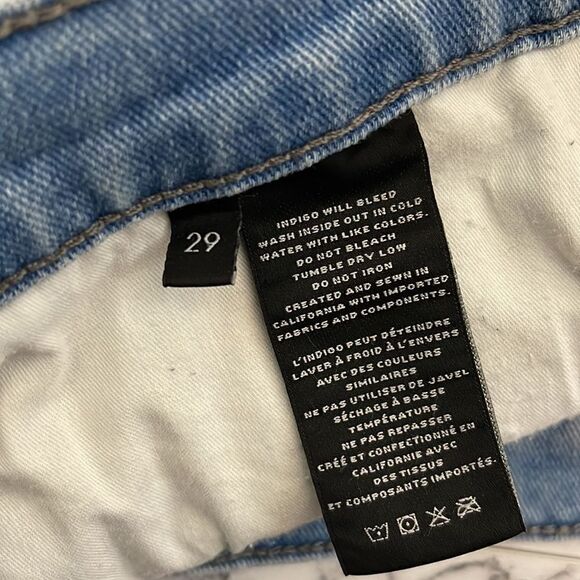 29
INDIGO WILL BLEED
WASH INSIDE OUT IN COLD
WATER WITH LIKE COLORS.
DO NOT BLEACH
TUMBLE DRY LOW
DO NOT IRON
CREATED AND SEWN IN
CALIFORNIA WITH IMPORTED
FABRICS AND COMPONENTS.
L'INDIGO PEUT DÉTEINDRE
LAVER À FROID À L'ENVERS
AVEC DES COULEURS
SIMILAIRES
NE PAS UTILISER DE JAVEL
SÉCHAGE À BASSE
TEMPÉRATURE
NE PAS REPASSER
CRÉÉ ET CONFECTIONNÉ EN
CALIFORNIE AVEC
DES TISSUS
ET COMPOSANTS IMPORTÉS.